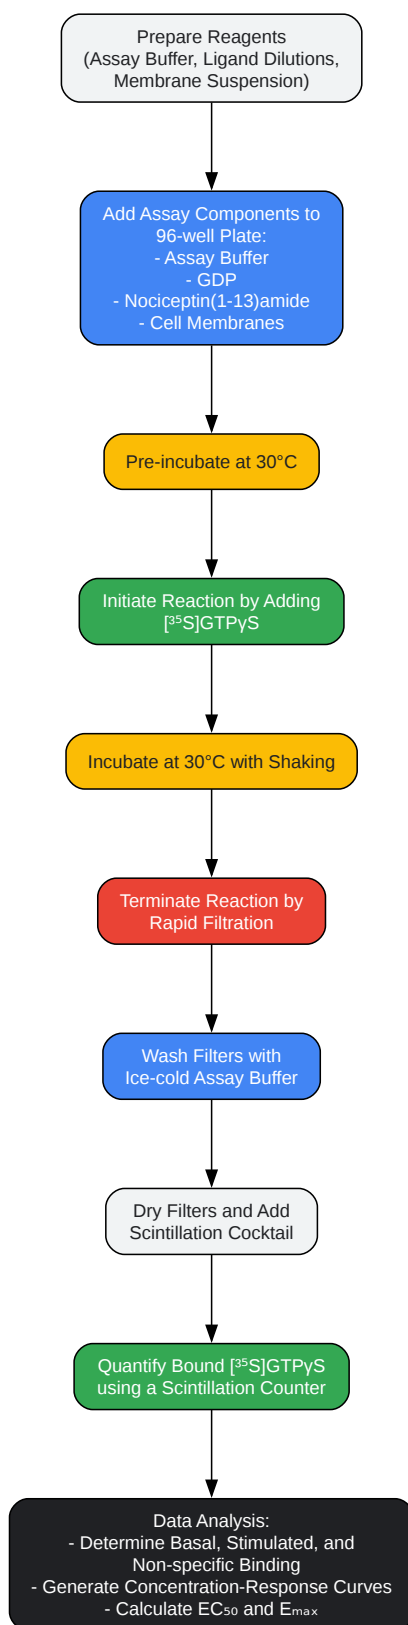 Prepare Reagents
(Assay Buffer, Ligand Dilutions,
Membrane Suspension)
Add Assay Components to
96-well Plate:
- Assay Buffer
- GDP
- Nociceptin(1-13)amide
- Cell Membranes
Pre-incubate at 30°C
Initiate Reaction by Adding
[³⁵S]GTPγS
Incubate at 30°C with Shaking
Terminate Reaction by
Rapid Filtration
Wash Filters with
Ice-cold Assay Buffer
Dry Filters and Add
Scintillation Cocktail
Quantify Bound [³⁵S]GTPγS
using a Scintillation Counter
Data Analysis:
- Determine Basal, Stimulated, and
Non-specific Binding
- Generate Concentration-Response Curves
- Calculate EC₅₀ and Eₘₐₓ